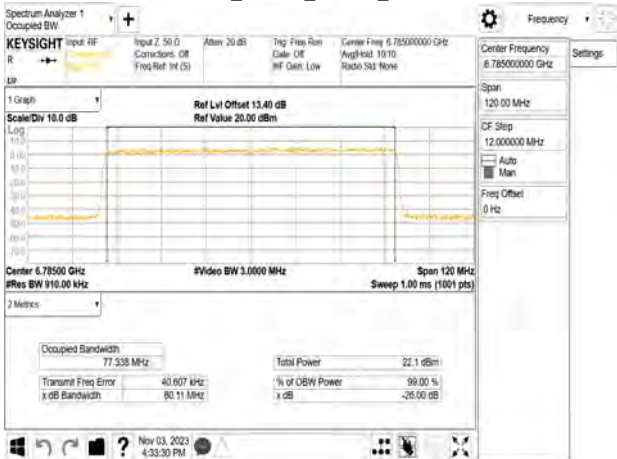 Spectrum Analyzer 1
Occupied BW
Frequency
KEYSIGHT
Input: RF
R
Input Z: 50 Ω
Corrections: Off
Freq Ref: Int (S)
Atten: 20 dB
Trig: Free Run
Gate: Off
#IF Gain: Low
Center Freq: 6.785000000 GHz
Avg|Hold: 10/10
Radio Std: None
Center Frequency
6.785000000 GHz
Settings
Span
120.00 MHz
CF Step
12.000000 MHz
Auto
Man
Freq Offset
0 Hz
1 Graph
Scale/Div 10.0 dB
Ref Lvl Offset 13.40 dB
Ref Value 20.00 dBm
Log
10.0
0.00
Center 6.78500 GHz
#Res BW 910.00 kHz
#Video BW 3.0000 MHz
Span 120 MHz
Sweep 1.00 ms (1001 pts)
2 Metrics
Occupied Bandwidth
77.338 MHz
Total Power
22.1 dBm
Transmit Freq Error
40.607 kHz
% of OBW Power
99.00 %
x dB Bandwidth
80.11 MHz
x dB
-26.00 dB
?
Nov 03, 2023
4:33:30 PM